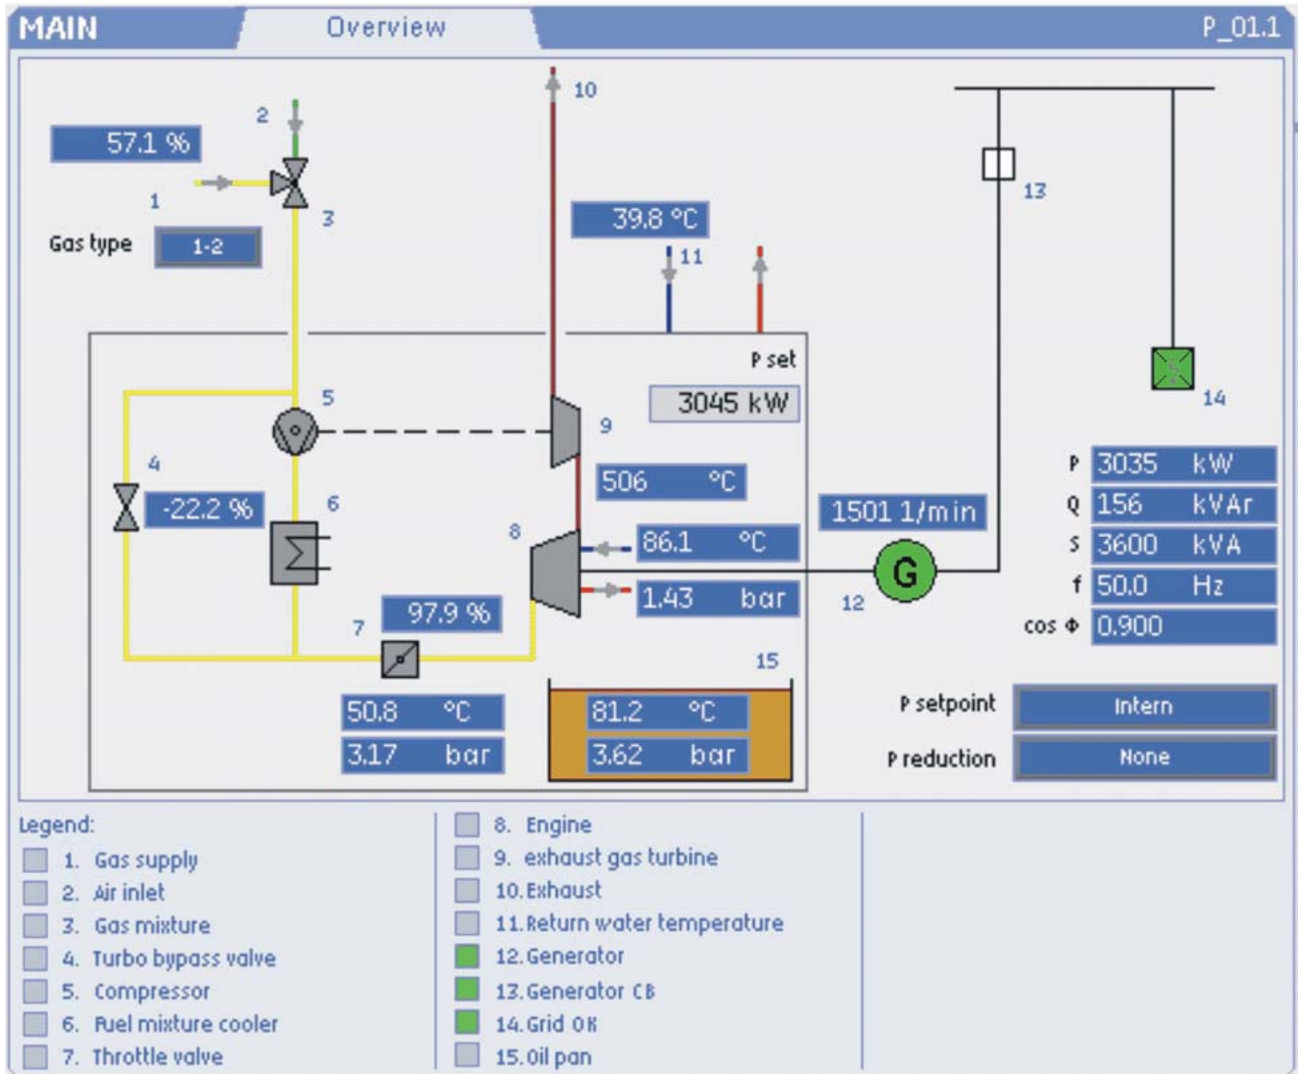 MAIN Overview P_01.1
10
2
57.1 %
13
1
3
39.8 °C
Gas type 1-2
11
P set
5
3045 kW
14
9
4
P 3035 kW
506 °C
-22.2 % 6
1501 1/min
Q 156 kVAr
8
86.1 °C
S 3600 kVA
G
f 50.0 Hz
97.9 %
1.43 bar
12
7
cos Φ 0.900
15
50.8 °C
81.2 °C
P setpoint Intern
3.17 bar
3.62 bar
P reduction None
Legend:
1. Gas supply
2. Air inlet
3. Gas mixture
4. Turbo bypass valve
5. Compressor
6. Fuel mixture cooler
7. Throttle valve
8. Engine
9. exhaust gas turbine
10. Exhaust
11. Return water temperature
12. Generator
13. Generator CB
14. Grid OK
15. Oil pan